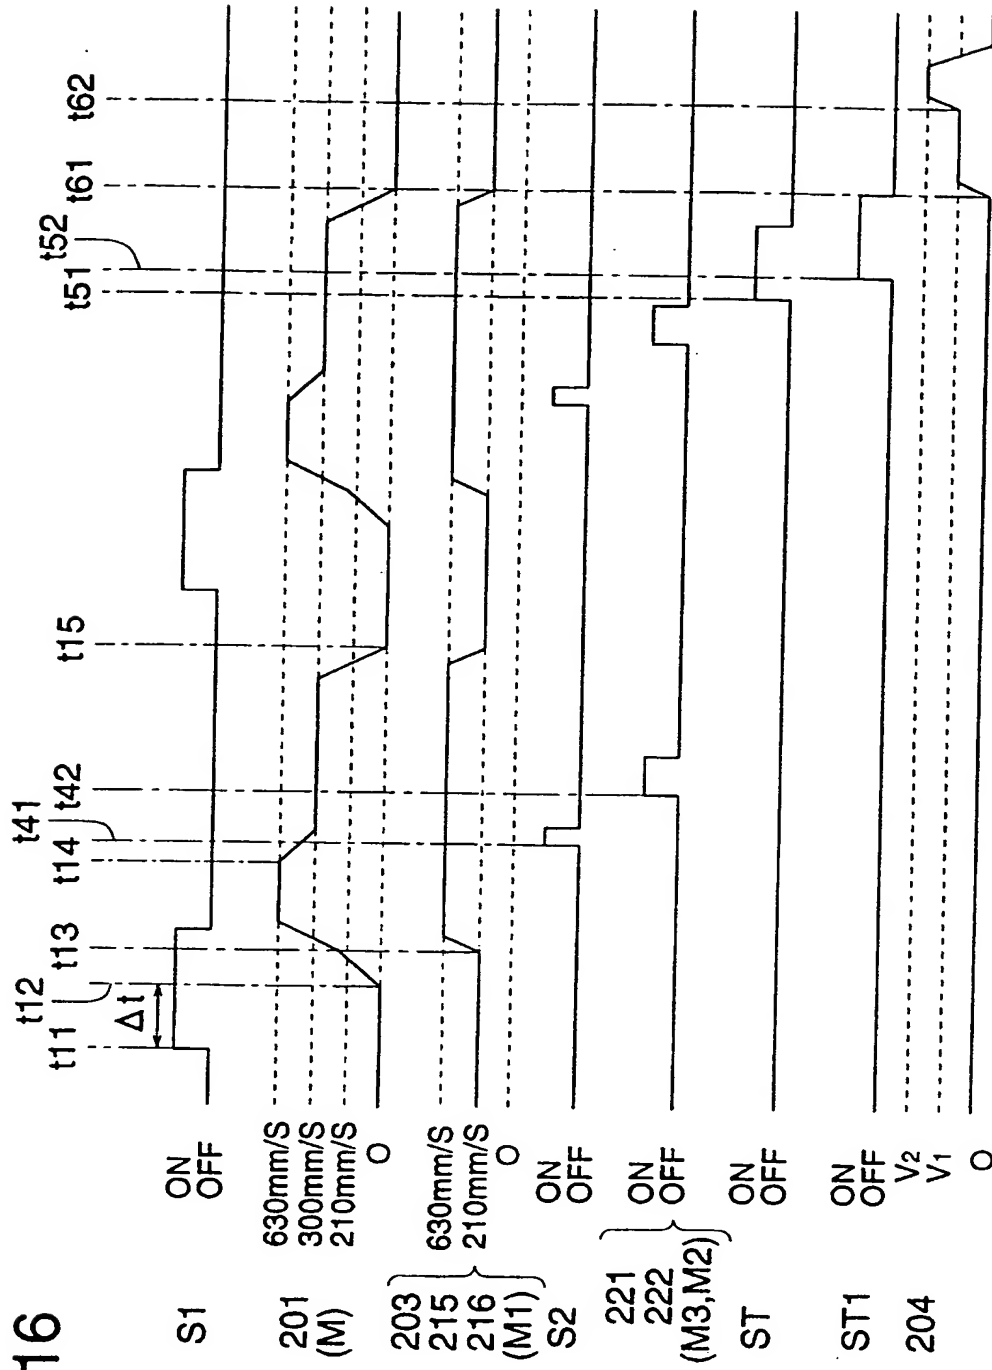 16
t11
t12
Δt
t13
t14
t41
t42
t15
t51
t52
t61
t62
S1
ON
OFF
201
(M)
630mm/S
300mm/S
210mm/S
O
203
215
216
(M1)
630mm/S
210mm/S
O
S2
ON
OFF
221
222
(M3,M2)
ON
OFF
ST
ON
OFF
ST1
ON
OFF
204
V2
V1
O